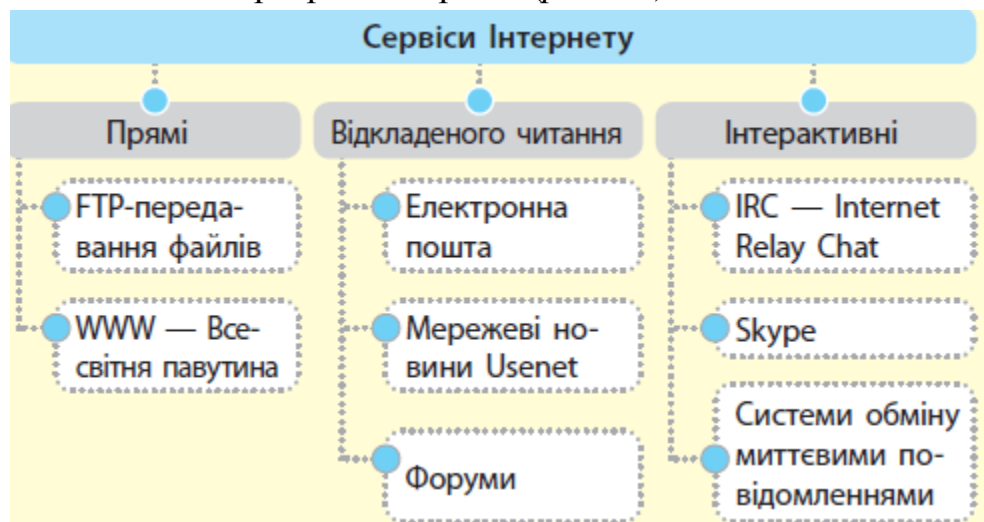 Сервіси Інтернету
Прямі
FTP-переда-
вання файлів
WWW — Все-
світня павутина
Відкладеного читання
Електронна
пошта
Мережеві но-
вини Usenet
Форуми
Інтерактивні
IRC — Internet
Relay Chat
Skype
Системи обміну
миттєвими по-
відомленнями